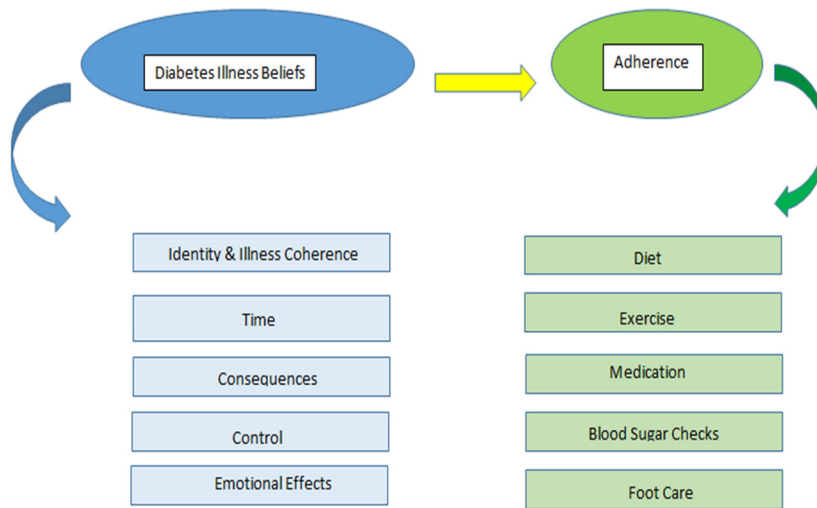 Diabetes Illness Beliefs
Adherence
Identity & Illness Coherence
Time
Consequences
Control
Emotional Effects
Diet
Exercise
Medication
Blood Sugar Checks
Foot Care